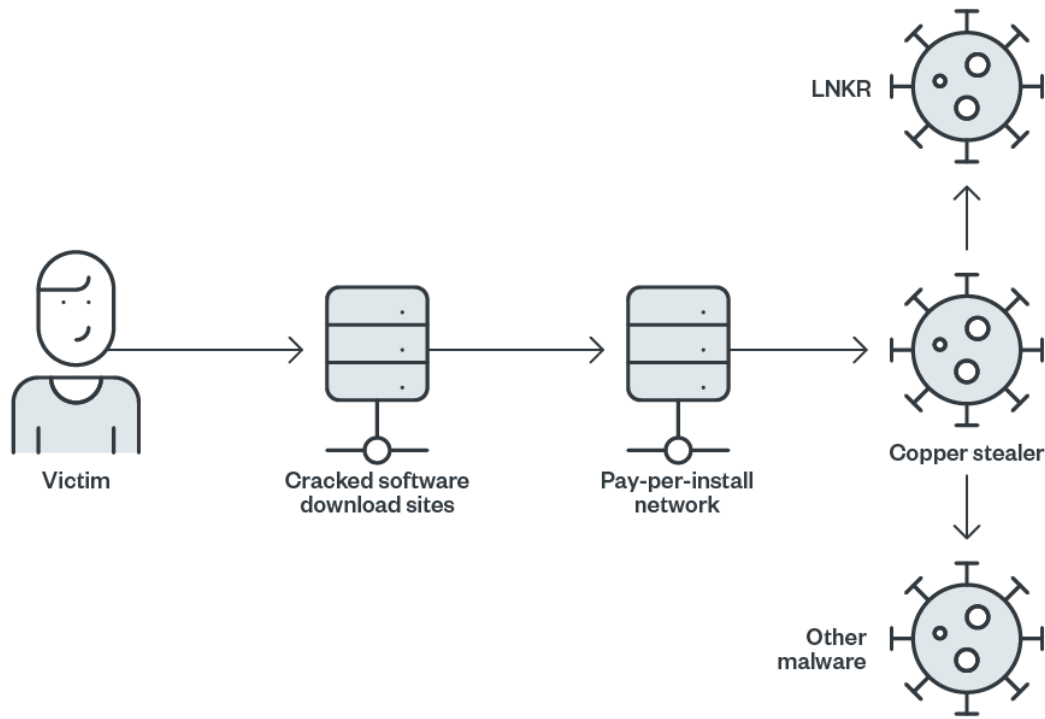 LNKR
Victim
Cracked software
download sites
Pay-per-install
network
Copper stealer
Other
malware